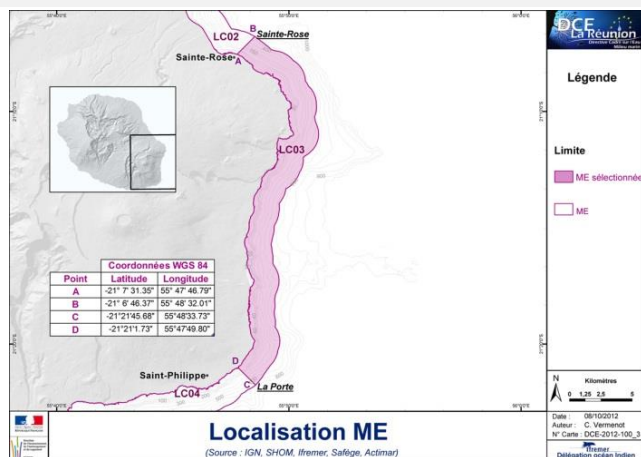 LC02
B
Sainte-Rose
Sainte-Rose
A
LC03
Coordonnées WGS 84
Point Latitude Longitude
A -21° 7' 31.35" 55° 47' 46.79"
B -21° 6' 46.37" 55° 48' 32.01"
C -21°21'45.68" 55°48'33.73"
D -21°21'1.73" 55°47'49.80"
Saint-Philippe
D
C
La Porte
LC04
DCE
La Réunion
Légende
Limite
ME sélectionnée
ME
N
Kilomètres
0 1,25 2,5 5
Date : 08/10/2012
Auteur : C. Vermenot
N° Carte : DCE-2012-100_3
Ifremer
Délégation océan Indien
Localisation ME
(Source : IGN, SHOM, Ifremer, Safége, Actimar)